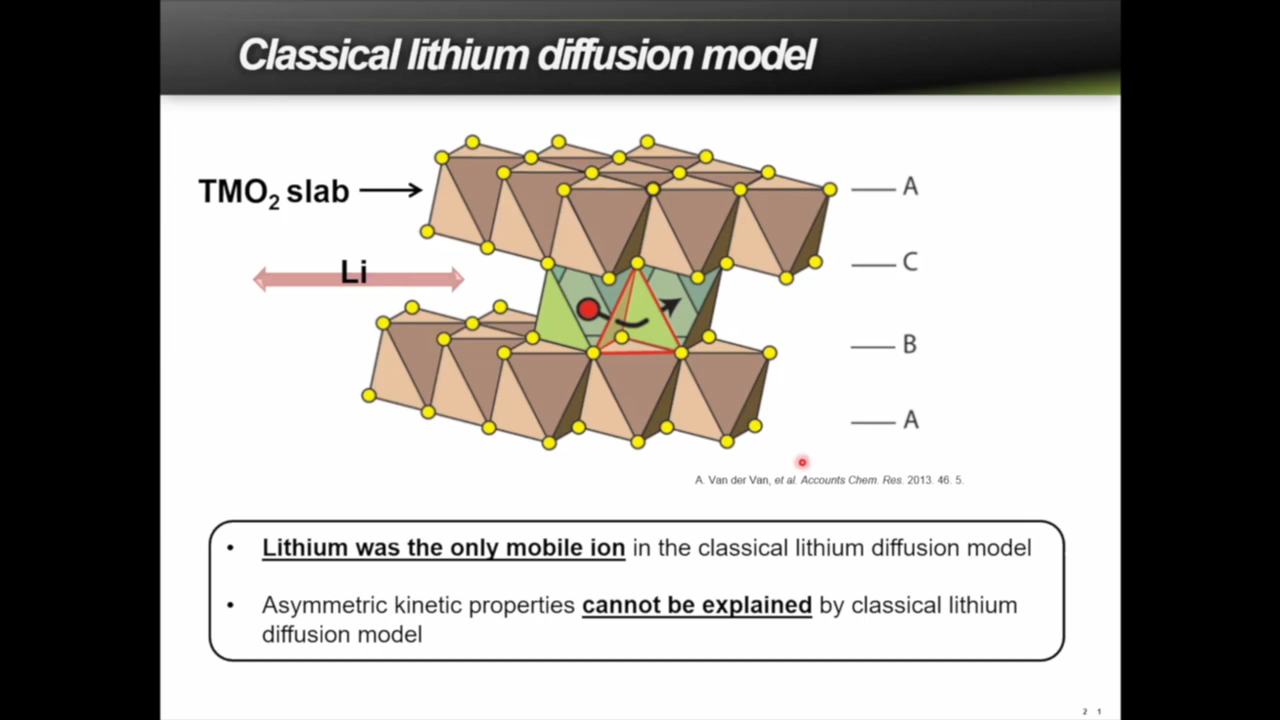 Classical lithium diffusion model
TMO2 slab
Li
A
C
B
A
A. Van der Van, et al. Accounts Chem. Res. 2013. 46. 5.
• Lithium was the only mobile ion in the classical lithium diffusion model
• Asymmetric kinetic properties cannot be explained by classical lithium
diffusion model
2 1